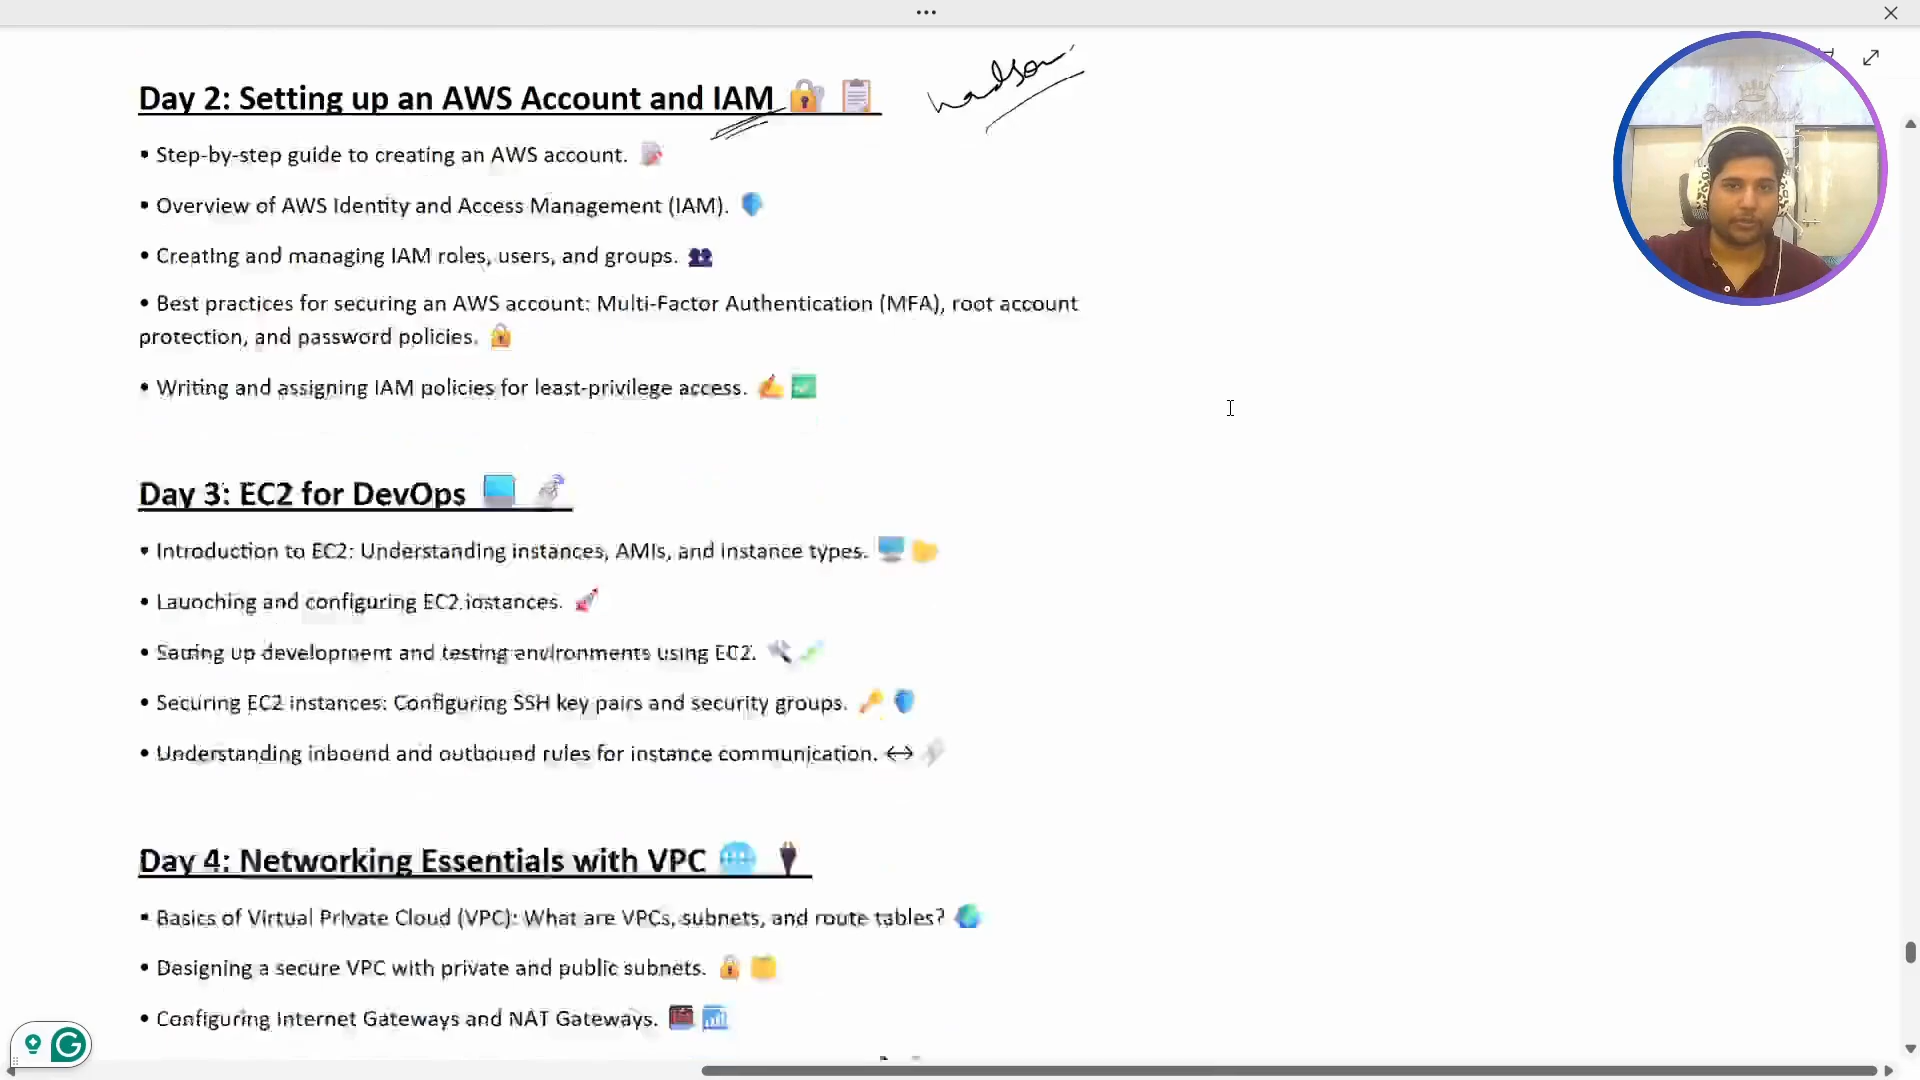 Day 2: Setting up an AWS Account and IAM
• Step-by-step guide to creating an AWS account.
• Overview of AWS Identity and Access Management (IAM).
• Creating and managing IAM roles, users, and groups.
• Best practices for securing an AWS account: Multi-Factor Authentication (MFA), root account
protection, and password policies.
• Writing and assigning IAM policies for least-privilege access.
Day 3: EC2 for DevOps
• Introduction to EC2: Understanding instances, AMIs, and instance types.
• Launching and configuring EC2 instances.
• Setting up development and testing environments using EC2.
• Securing EC2 instances: Configuring SSH key pairs and security groups.
• Understanding inbound and outbound rules for instance communication. ↔
Day 4: Networking Essentials with VPC
• Basics of Virtual Private Cloud (VPC): What are VPCs, subnets, and route tables?
• Designing a secure VPC with private and public subnets.
• Configuring Internet Gateways and NAT Gateways.